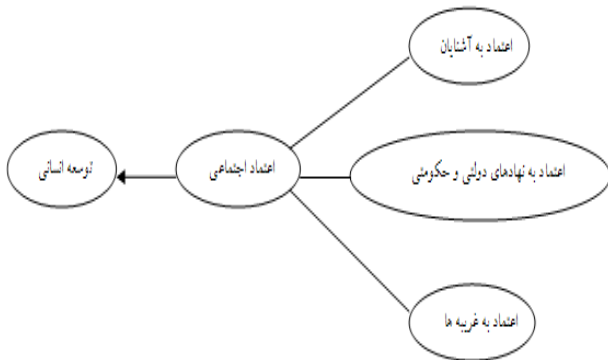 اعتماد به آشنایان
اعتماد به نهادهای دولتی و حکومتی
اعتماد اجتماعی
توسعه انسانی
اعتماد به غریبه ها